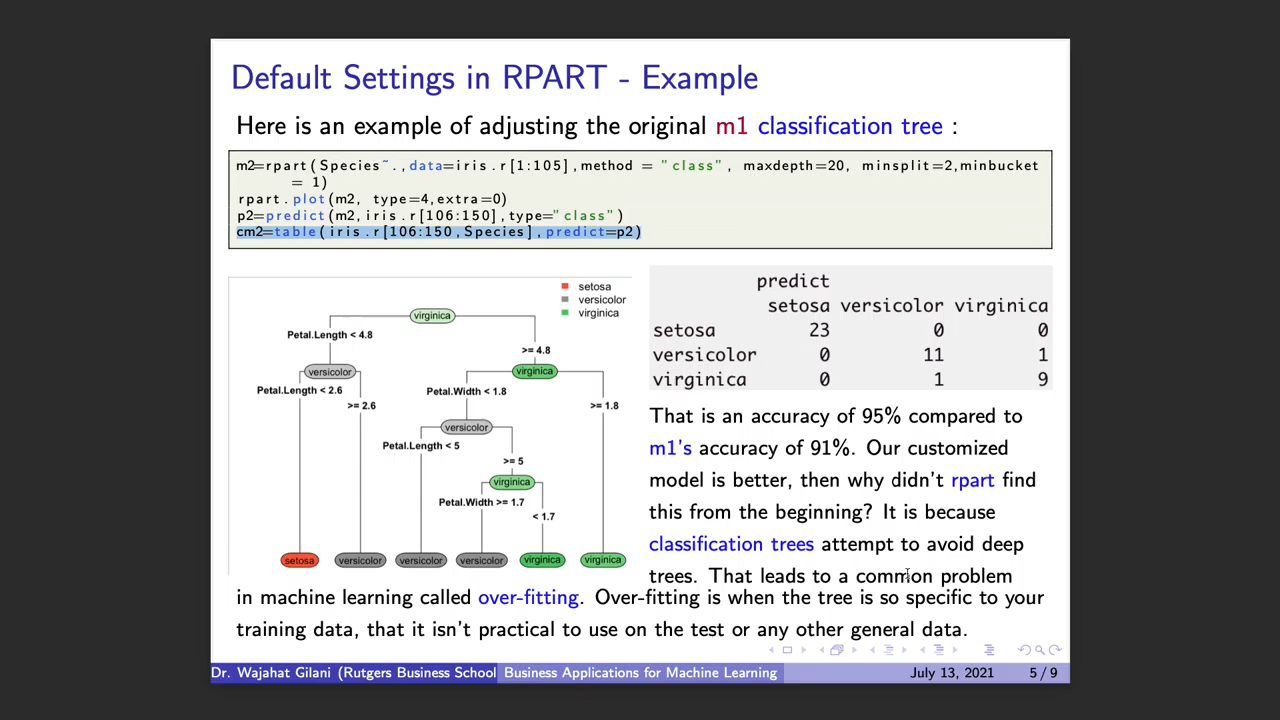 Default Settings in RPART - Example
Here is an example of adjusting the original m1 classification tree :
m2=rpart(Species~.,data=iris.r[1:105],method = "class", maxdepth=20, minsplit=2,minbucket
= 1)
rpart.plot(m2, type=4,extra=0)
p2=predict(m2,iris.r[106:150],type="class")
cm2=table(iris.r[106:150,Species],predict=p2)
setosa
versicolor
virginica
virginica
Petal.Length < 4.8
>= 4.8
versicolor
virginica
Petal.Length < 2.6
>= 2.6
Petal.Width < 1.8
>= 1.8
versicolor
Petal.Length < 5
>= 5
virginica
Petal.Width >= 1.7
< 1.7
setosa versicolor versicolor versicolor virginica virginica
predict
setosa versicolor virginica
setosa 23 0 0
versicolor 0 11 1
virginica 0 1 9
That is an accuracy of 95% compared to
m1's accuracy of 91%. Our customized
model is better, then why didn't rpart find
this from the beginning? It is because
classification trees attempt to avoid deep
trees. That leads to a common problem
in machine learning called over-fitting. Over-fitting is when the tree is so specific to your
training data, that it isn't practical to use on the test or any other general data.
Dr. Wajahat Gilani (Rutgers Business School Business Applications for Machine Learning July 13, 2021 5 / 9